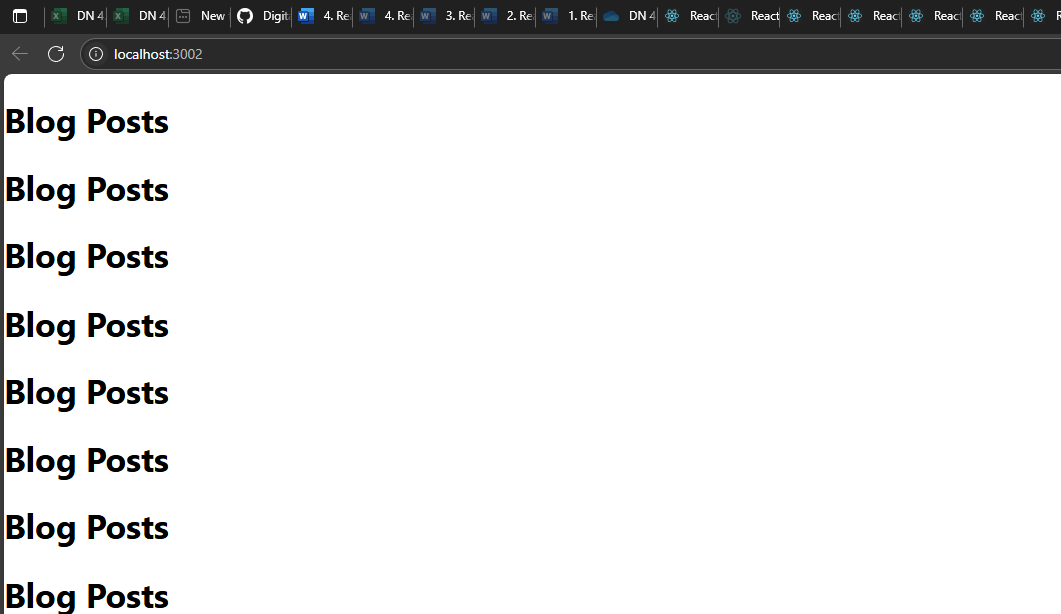 DN 4 DN 4 New Digit 4. Re 4. Re 3. Re 2. Re 1. Re DN 4 React React React React React React
localhost:3002
Blog Posts
Blog Posts
Blog Posts
Blog Posts
Blog Posts
Blog Posts
Blog Posts
Blog Posts